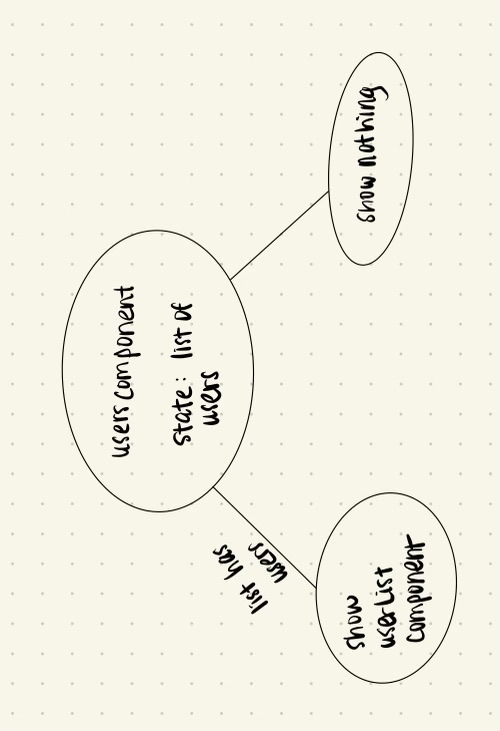 users component
state: list of
users
list has
users
show
userList
component
show nothing